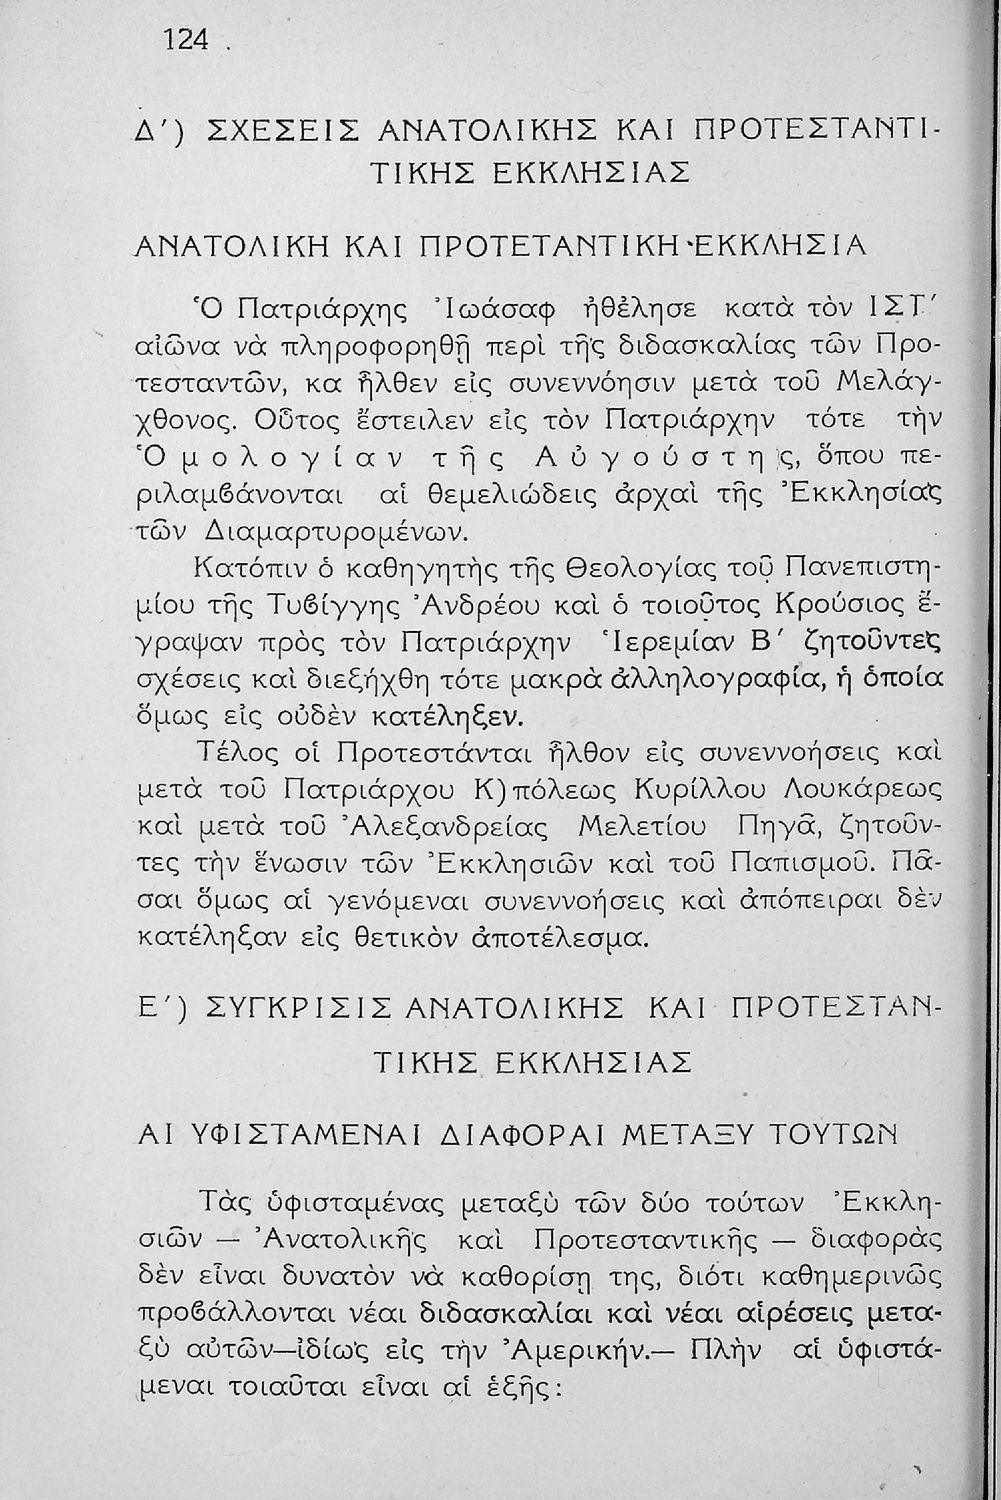 124 .
Δ') ΣΧΕΣΕΙΣ ΑΝΑΤΟΛΙΚΗΣ ΚΑΙ ΠΡΟΤΕΣΤΑΝΤΙ-
ΤΙΚΗΣ ΕΚΚΛΗΣΙΑΣ
ΑΝΑΤΟΛΙΚΗ ΚΑΙ ΠΡΟΤΕΤΑΝΤΙΚΗ ΕΚΚΛΗΣΙΑ
Ὁ Πατριάρχης Ἰωάσαφ ἠθέλησε κατὰ τὸν ΙΣΤ'
αἰῶνα νὰ πληροφορηθῇ περὶ τῆς διδασκαλίας τῶν Προ-
τεσταντῶν, κα ἦλθεν εἰς συνεννόησιν μετὰ τοῦ Μελάγ-
χθονος. Οὗτος ἔστειλεν εἰς τὸν Πατριάρχην τότε τὴν
Ὁ μ ο λ ο γ ί α ν τ ῆ ς Α ὐ γ ο ύ σ τ η ς, ὅπου πε-
ριλαμβάνονται αἱ θεμελιώδεις ἀρχαὶ τῆς Ἐκκλησίας
τῶν Διαμαρτυρομένων.
Κατόπιν ὁ καθηγητὴς τῆς Θεολογίας τοῦ Πανεπιστη-
μίου τῆς Τυβίγγης Ἀνδρέου καὶ ὁ τοιοῦτος Κρούσιος ἔ-
γραψαν πρὸς τὸν Πατριάρχην Ἱερεμίαν Β' ζητοῦντες
σχέσεις καὶ διεξήχθη τότε μακρὰ ἀλληλογραφία, ἡ ὁποία
ὅμως εἰς οὐδὲν κατέληξεν.
Τέλος οἱ Προτεστάνται ἦλθον εἰς συνεννοήσεις καὶ
μετὰ τοῦ Πατριάρχου Κ)πόλεως Κυρίλλου Λουκάρεως
καὶ μετὰ τοῦ Ἀλεξανδρείας Μελετίου Πηγᾶ, ζητοῦν-
τες τὴν ἕνωσιν τῶν Ἐκκλησιῶν καὶ τοῦ Παπισμοῦ. Πᾶ-
σαι ὅμως αἱ γενόμεναι συνεννοήσεις καὶ ἀπόπειραι δὲν
κατέληξαν εἰς θετικὸν ἀποτέλεσμα.
Ε') ΣΥΓΚΡΙΣΙΣ ΑΝΑΤΟΛΙΚΗΣ ΚΑΙ ΠΡΟΤΕΣΤΑΝ-
ΤΙΚΗΣ ΕΚΚΛΗΣΙΑΣ
ΑΙ ΥΦΙΣΤΑΜΕΝΑΙ ΔΙΑΦΟΡΑΙ ΜΕΤΑΞΥ ΤΟΥΤΩΝ
Τὰς ὑφισταμένας μεταξὺ τῶν δύο τούτων Ἐκκλη-
σιῶν — Ἀνατολικῆς καὶ Προτεσταντικῆς — διαφορὰς
δὲν εἶναι δυνατὸν νὰ καθορίσῃ της, διότι καθημερινῶς
προβάλλονται νέαι διδασκαλίαι καὶ νέαι αἱρέσεις μετα-
ξὺ αὐτῶν—ἰδίως εἰς τὴν Ἀμερικήν.— Πλὴν αἱ ὑφιστά-
μεναι τοιαῦται εἶναι αἱ ἑξῆς: